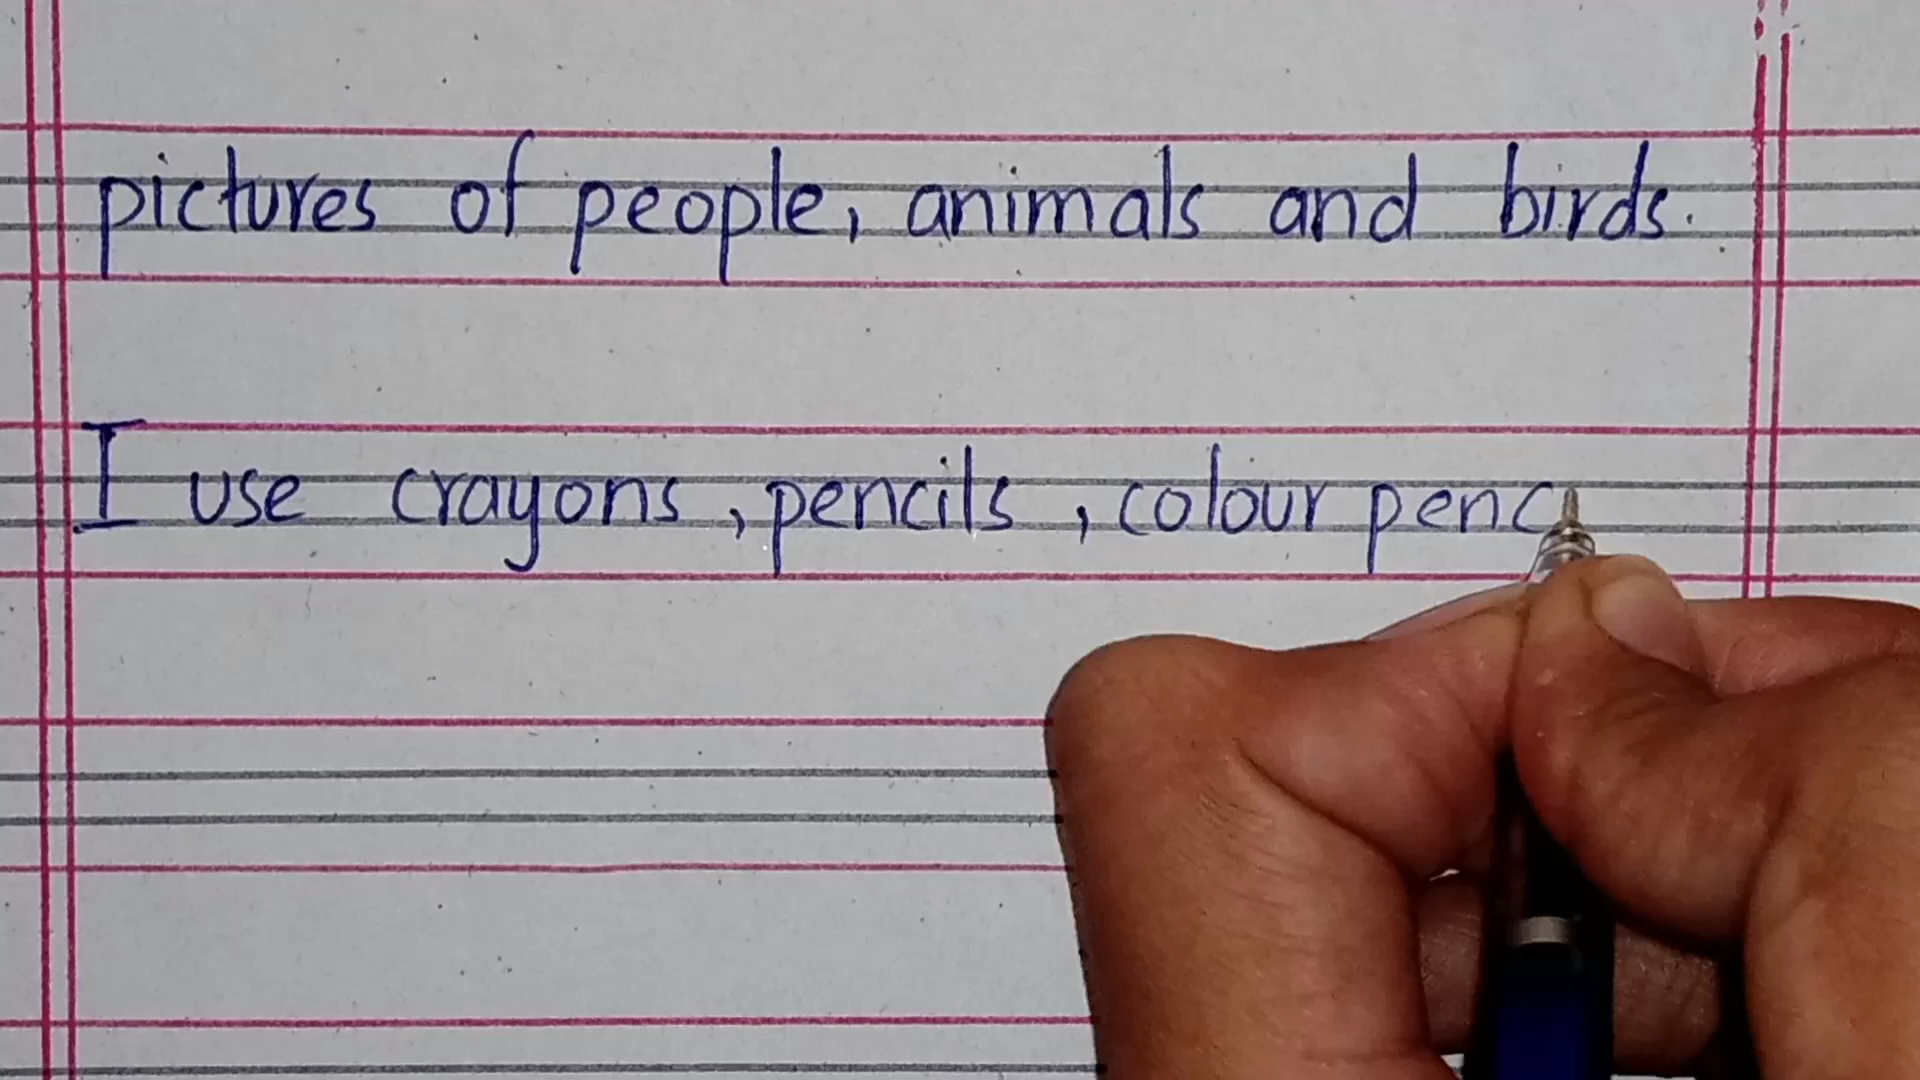 pictures of people, animals and birds.
I use crayons, pencils, colour penc